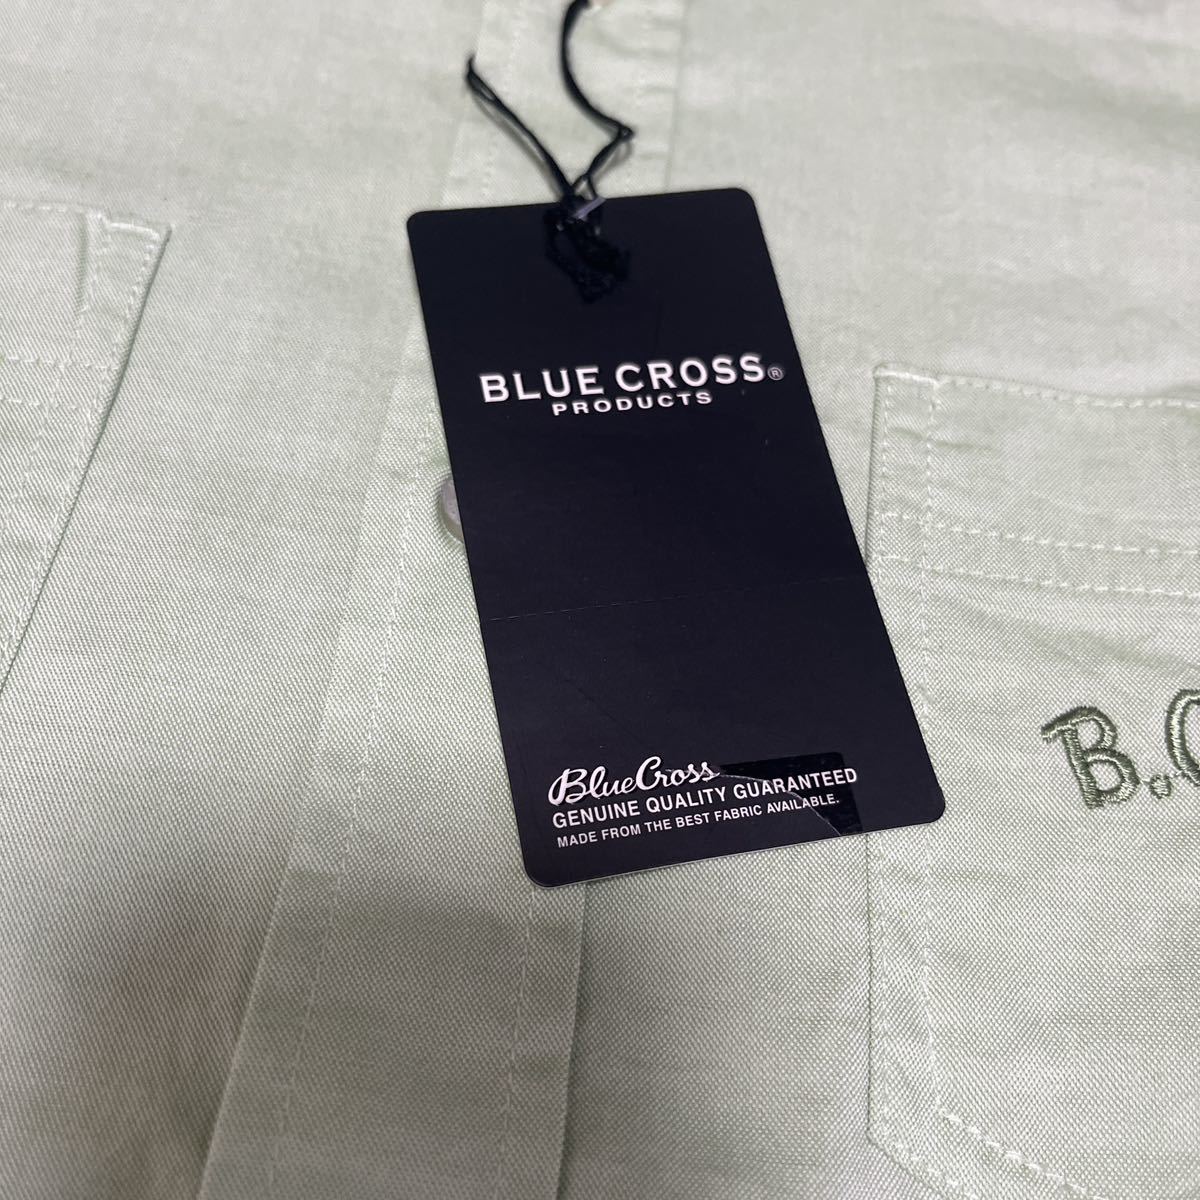 BLUE CROSS®
PRODUCTS
BlueCross
GENUINE QUALITY GUARANTEED
MADE FROM THE BEST FABRIC AVAILABLE.
B.C